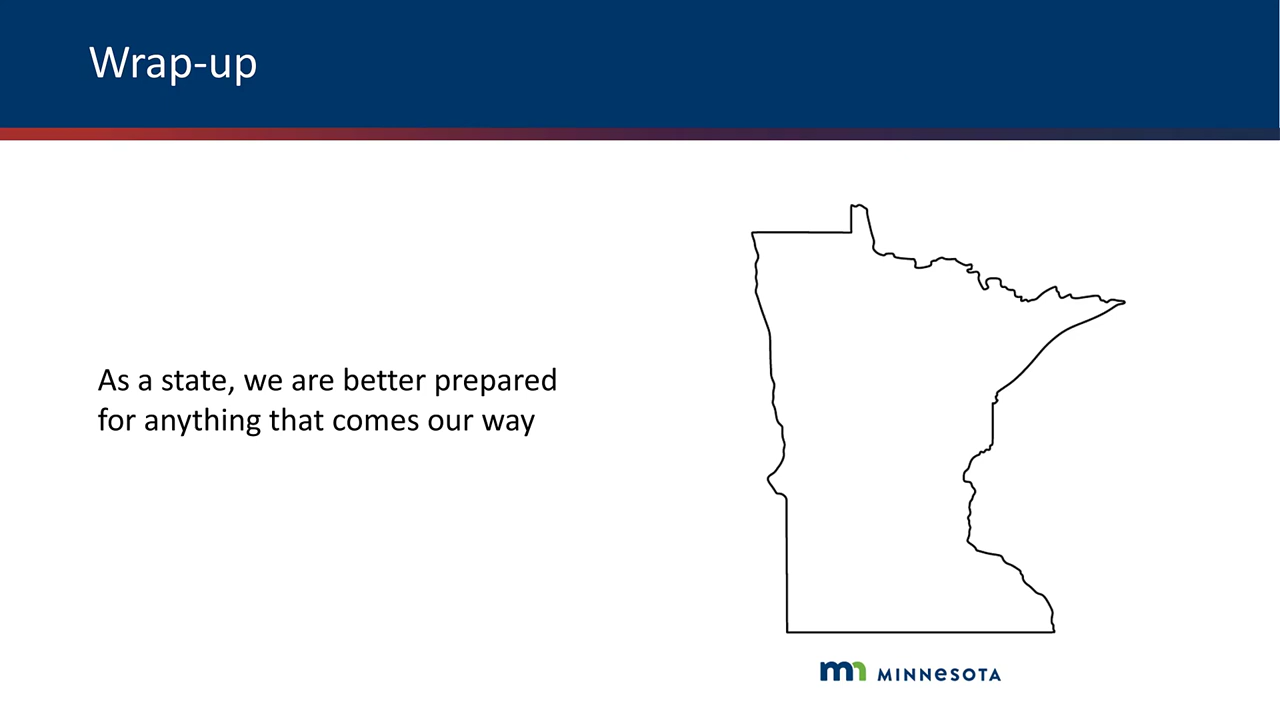 Wrap-up
As a state, we are better prepared
for anything that comes our way
mn MINNESOTA